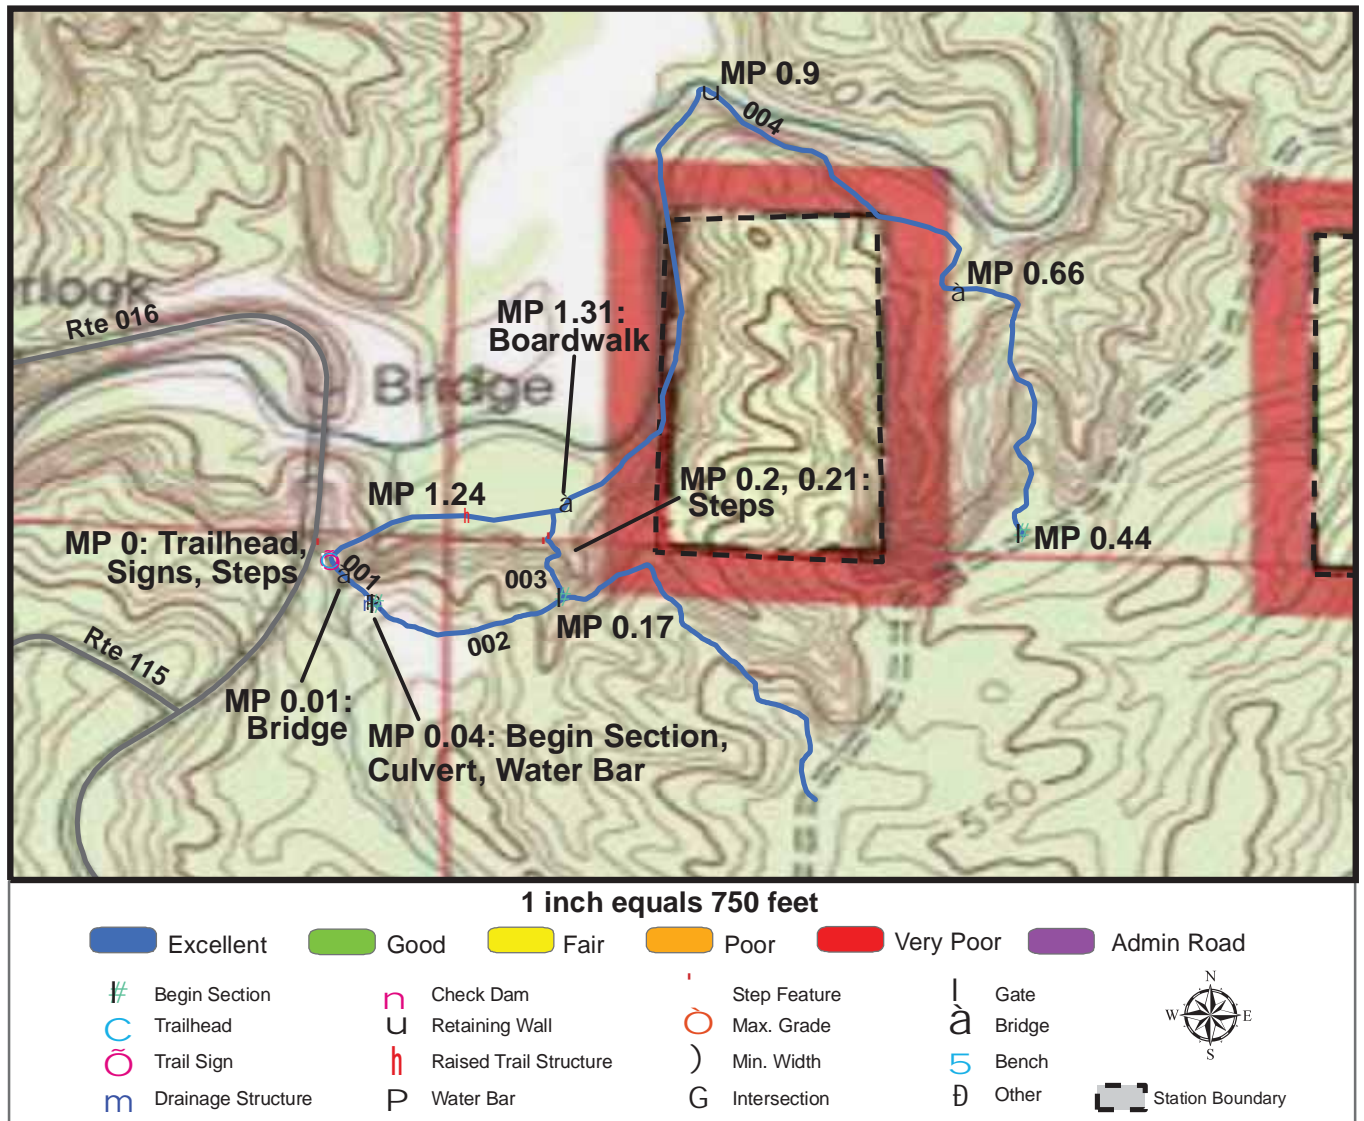 MP 0.9
004
rlook
Rte 016
MP 0.66
MP 1.31:
Boardwalk
Bridge
MP 1.24
MP 0.2, 0.21:
Steps
MP 0: Trailhead,
Signs, Steps
001
003
MP 0.44
002
MP 0.17
Rte 115
MP 0.01:
Bridge
MP 0.04: Begin Section,
Culvert, Water Bar
550
1 inch equals 750 feet
Excellent
Good
Fair
Poor
Very Poor
Admin Road
Begin Section
Check Dam
Step Feature
Gate
Trailhead
Retaining Wall
Max. Grade
Bridge
Trail Sign
Raised Trail Structure
Min. Width
Bench
Drainage Structure
Water Bar
Intersection
Other
Station Boundary
N
W
E
S